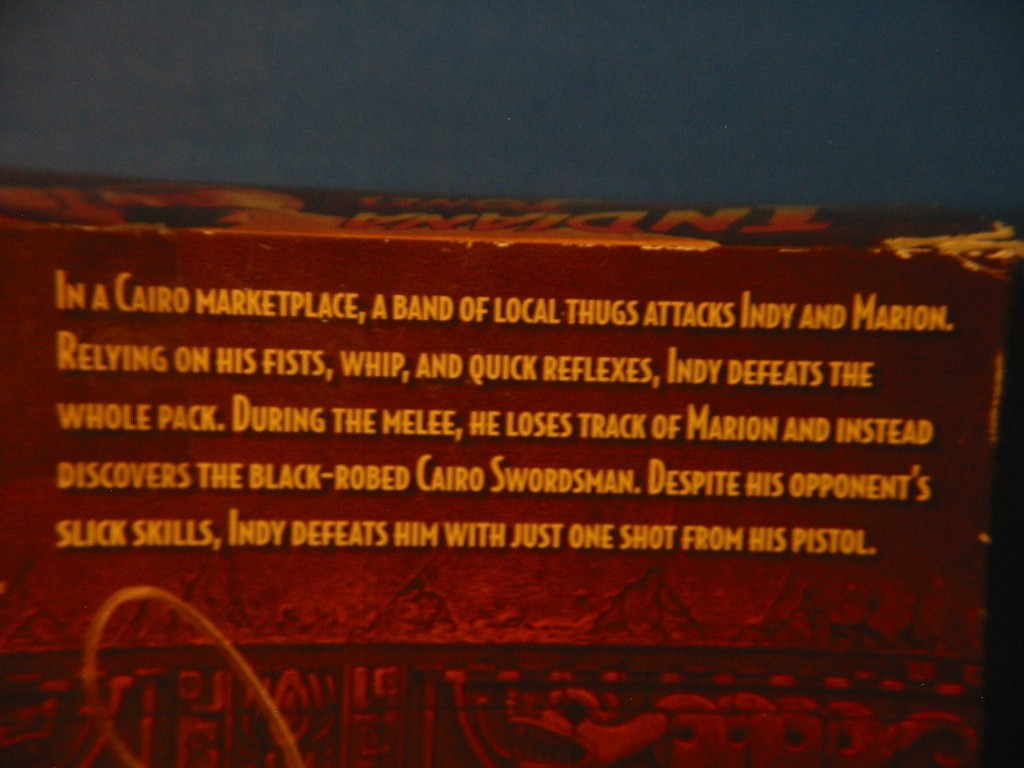 INDIANA
In a Cairo marketplace, a band of local thugs attacks Indy and Marion.
Relying on his fists, whip, and quick reflexes, Indy defeats the
whole pack. During the melee, he loses track of Marion and instead
discovers the black-robed Cairo Swordsman. Despite his opponent's
slick skills, Indy defeats him with just one shot from his pistol.